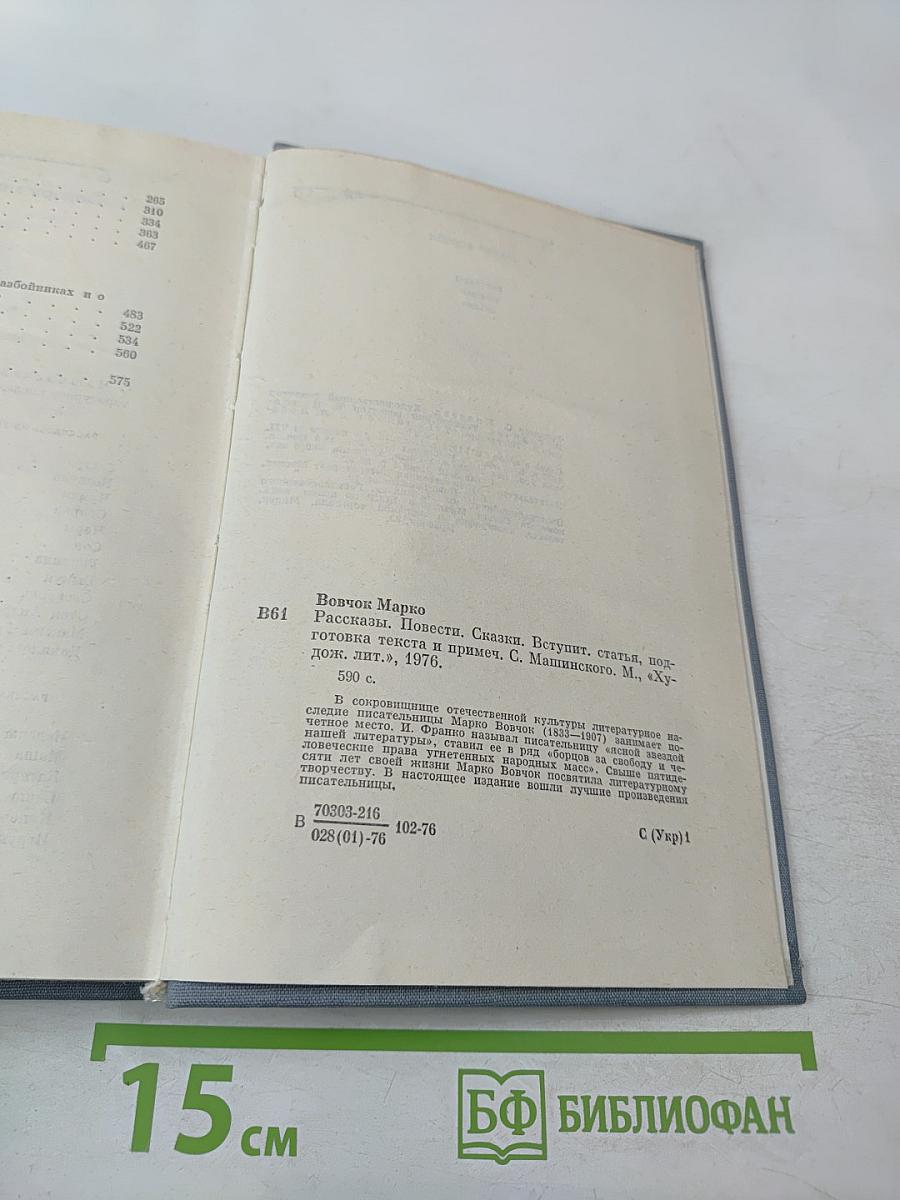 265
310
334
363
467
азбойниках и о
483
522
534
560
575
Вовчок Марко
В61 Рассказы. Повести. Сказки. Вступит. статья, под-
готовка текста и примеч. С. Машинского. М., «Ху-
дож. лит.», 1976.
590 с.
В сокровищнице отечественной культуры литературное на-
следие писательницы Марко Вовчок (1833—1907) занимает по-
четное место. И. Франко называл писательницу «ясной звездой
нашей литературы», ставил ее в ряд «борцов за свободу и че-
ловеческие права угнетенных народных масс». Свыше пятиде-
сяти лет своей жизни Марко Вовчок посвятила литературному
творчеству. В настоящее издание вошли лучшие произведения
писательницы.
В 70303-216 102-76 С (Укр)1
028(01)-76
15 см
БФ БИБЛИОФАН